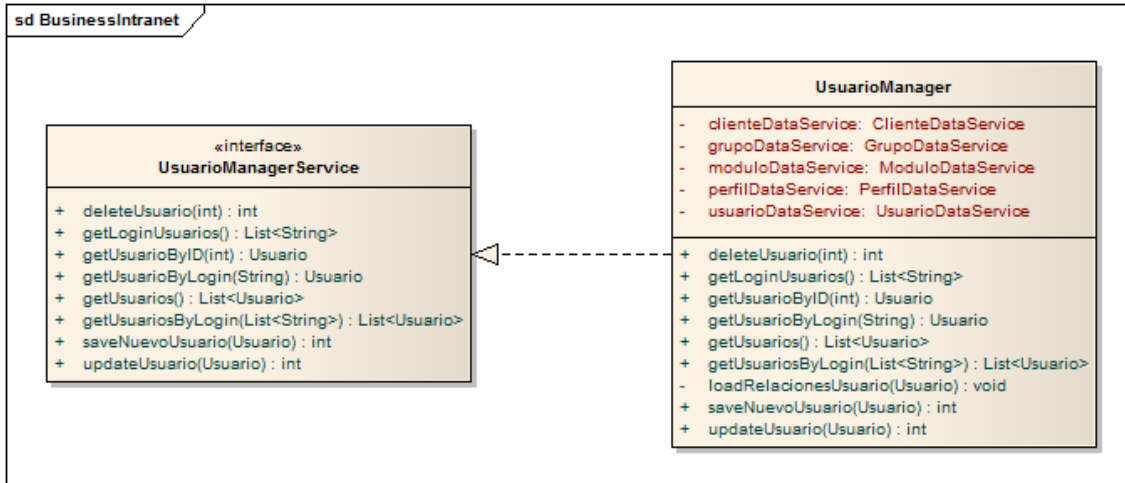 sd BusinessIntranet
«interface»
UsuarioManagerService
+ deleteUsuario(int) : int
+ getLoginUsuarios() : List<String>
+ getUsuarioByID(int) : Usuario
+ getUsuarioByLogin(String) : Usuario
+ getUsuarios() : List<Usuario>
+ getUsuariosByLogin(List<String>) : List<Usuario>
+ saveNuevoUsuario(Usuario) : int
+ updateUsuario(Usuario) : int
UsuarioManager
- clienteDataService: ClienteDataService
- grupoDataService: GrupoDataService
- moduloDataService: ModuloDataService
- perfilDataService: PerfilDataService
- usuarioDataService: UsuarioDataService
+ deleteUsuario(int) : int
+ getLoginUsuarios() : List<String>
+ getUsuarioByID(int) : Usuario
+ getUsuarioByLogin(String) : Usuario
+ getUsuarios() : List<Usuario>
+ getUsuariosByLogin(List<String>) : List<Usuario>
- loadRelacionesUsuario(Usuario) : void
+ saveNuevoUsuario(Usuario) : int
+ updateUsuario(Usuario) : int